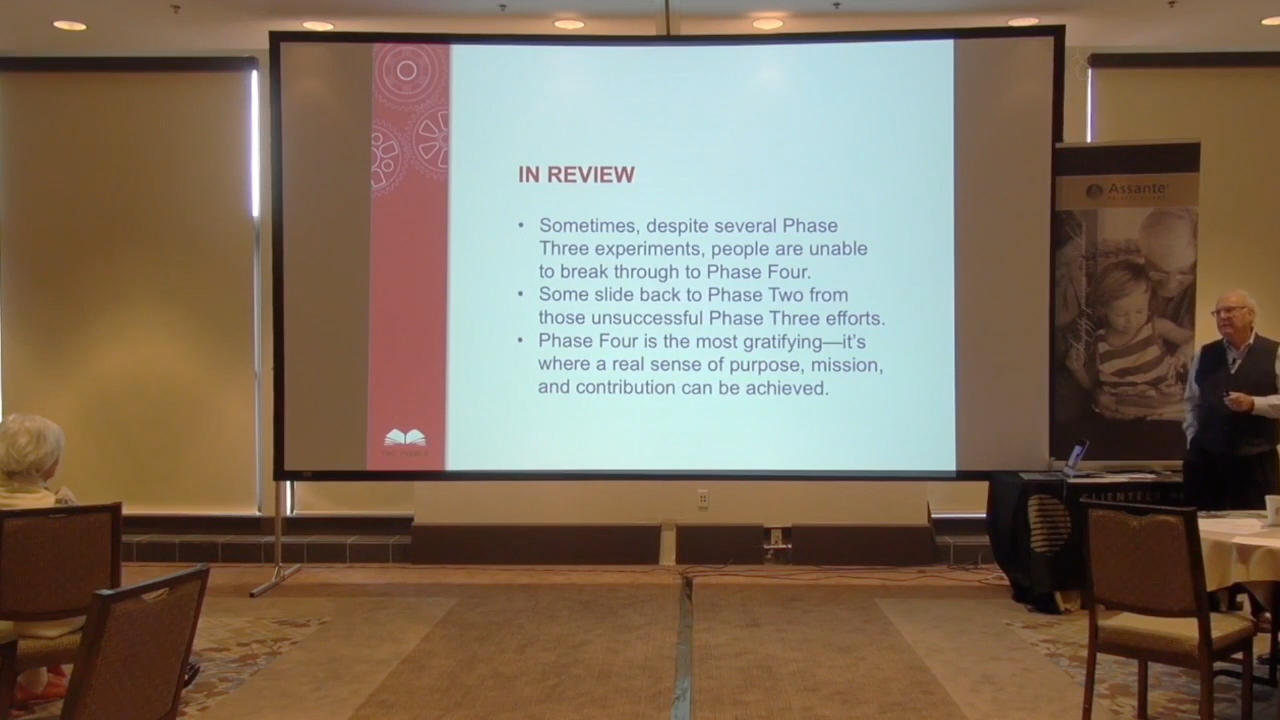 IN REVIEW
• Sometimes, despite several Phase
Three experiments, people are unable
to break through to Phase Four.
• Some slide back to Phase Two from
those unsuccessful Phase Three efforts.
• Phase Four is the most gratifying—it's
where a real sense of purpose, mission,
and contribution can be achieved.
Assante